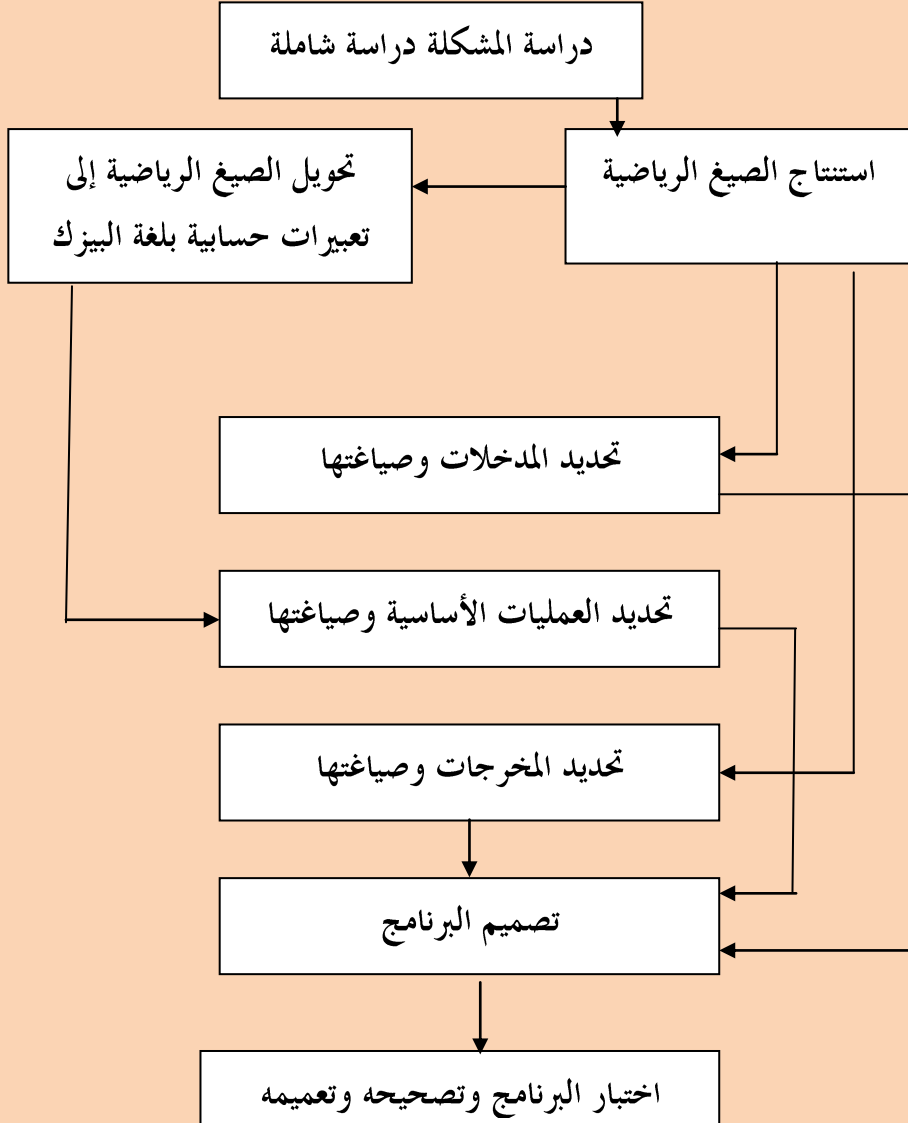 دراسة المشكلة دراسة شاملة
استنتاج الصيغ الرياضية
تحويل الصيغ الرياضية إلى
تعبيرات حسابية بلغة البيزك
تحديد المدخلات وصياغتها
تحديد العمليات الأساسية وصياغتها
تحديد المخرجات وصياغتها
تصميم البرنامج
اختبار البرنامج وتصحيحه وتعميمه